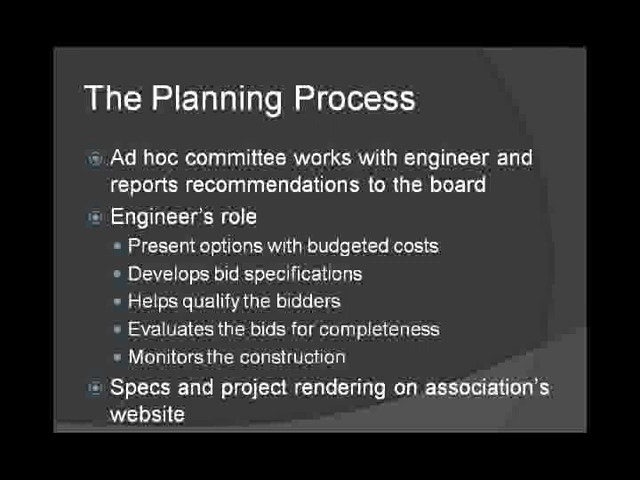 The Planning Process
Ad hoc committee works with engineer and
reports recommendations to the board
Engineer's role
Present options with budgeted costs
Develops bid specifications
Helps qualify the bidders
Evaluates the bids for completeness
Monitors the construction
Specs and project rendering on association's
website